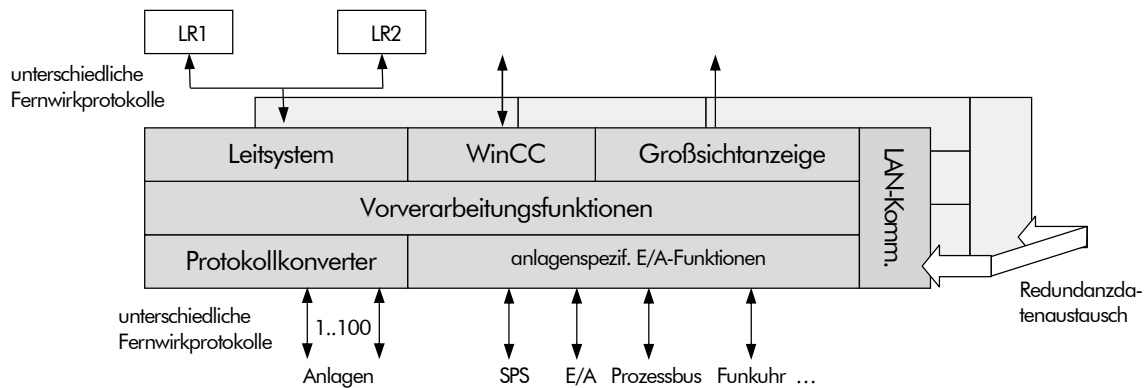 LR1
LR2
unterschiedliche
Fernwirkprotokolle
Leitsystem
WinCC
Großsichtanzeige
LAN-Komm.
Vorverarbeitungsfunktionen
Protokollkonverter
anlagenspezif. E/A-Funktionen
Redundanzda-
tenaustausch
unterschiedliche
Fernwirkprotokolle
1..100
Anlagen
SPS
E/A
Prozessbus
Funkuhr ...